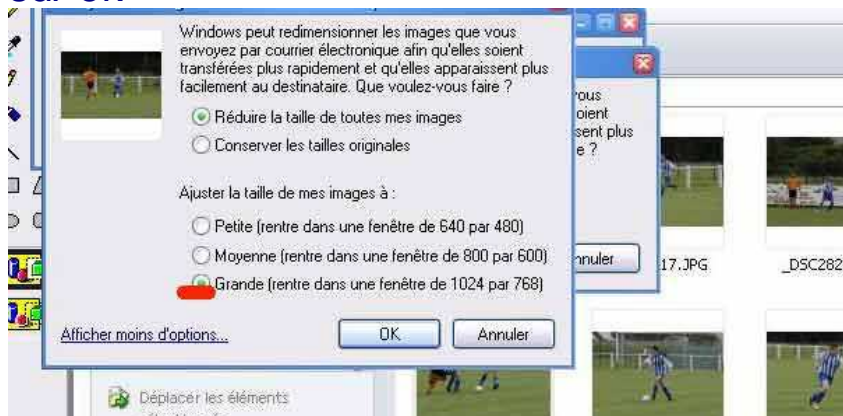 Windows peut redimensionner les images que vous
envoyez par courrier électronique afin qu'elles soient
transférées plus rapidement et qu'elles apparaissent plus
facilement au destinataire. Que voulez-vous faire ?
Réduire la taille de toutes mes images
Conserver les tailles originales
Ajuster la taille de mes images à :
Petite (rentre dans une fenêtre de 640 par 480)
Moyenne (rentre dans une fenêtre de 800 par 600)
Grande (rentre dans une fenêtre de 1024 par 768)
Afficher moins d'options...
OK
Annuler
ous
oient
sent plus
e ?
nnuler
17.JPG
_DSC282
Déplacer les éléments